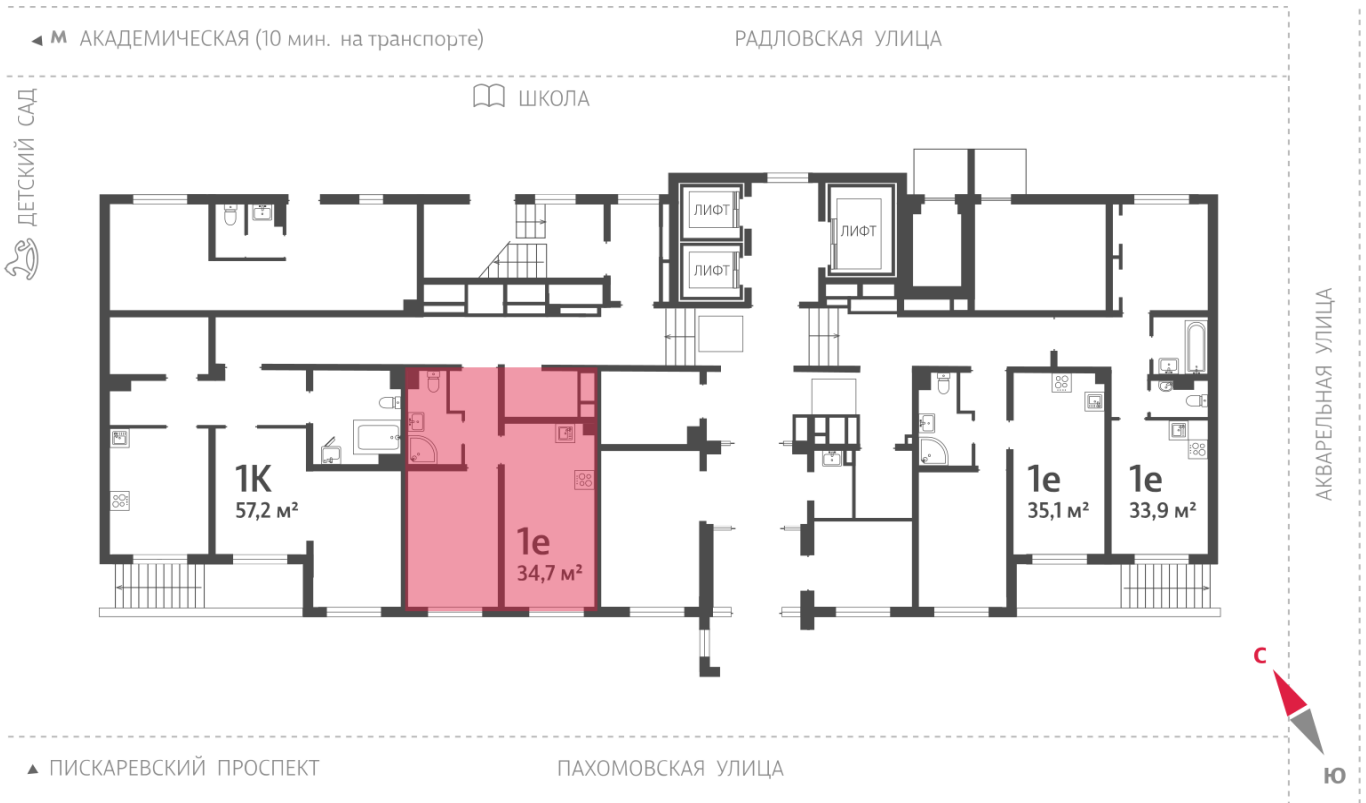 М АКАДЕМИЧЕСКАЯ (10 мин. на транспорте)
РАДЛОВСКАЯ УЛИЦА
ШКОЛА
ДЕТСКИЙ САД
ЛИФТ
ЛИФТ
ЛИФТ
АКВАРЕЛЬНАЯ УЛИЦА
1К
57,2 м²
1е
34,7 м²
1е
35,1 м²
1е
33,9 м²
С
Ю
ПИСКАРЕВСКИЙ ПРОСПЕКТ
ПАХОМОВСКАЯ УЛИЦА